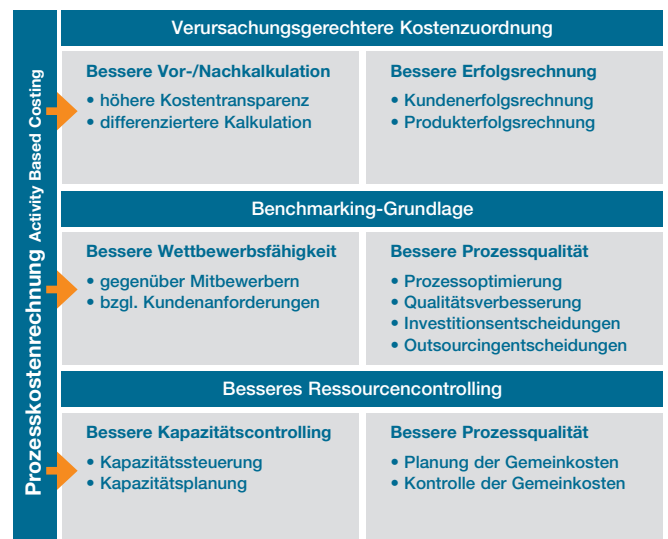 Prozesskostenrechnung Activity Based Costing
Verursachungsgerechtere Kostenzuordnung
Bessere Vor-/Nachkalkulation
• höhere Kostentransparenz
• differenziertere Kalkulation
Bessere Erfolgsrechnung
• Kundenerfolgsrechnung
• Produkterfolgsrechnung
Benchmarking-Grundlage
Bessere Wettbewerbsfähigkeit
• gegenüber Mitbewerbern
• bzgl. Kundenanforderungen
Bessere Prozessqualität
• Prozessoptimierung
• Qualitätsverbesserung
• Investitionsentscheidungen
• Outsourcingentscheidungen
Besseres Ressourcencontrolling
Bessere Kapazitätscontrolling
• Kapazitätssteuerung
• Kapazitätsplanung
Bessere Prozessqualität
• Planung der Gemeinkosten
• Kontrolle der Gemeinkosten